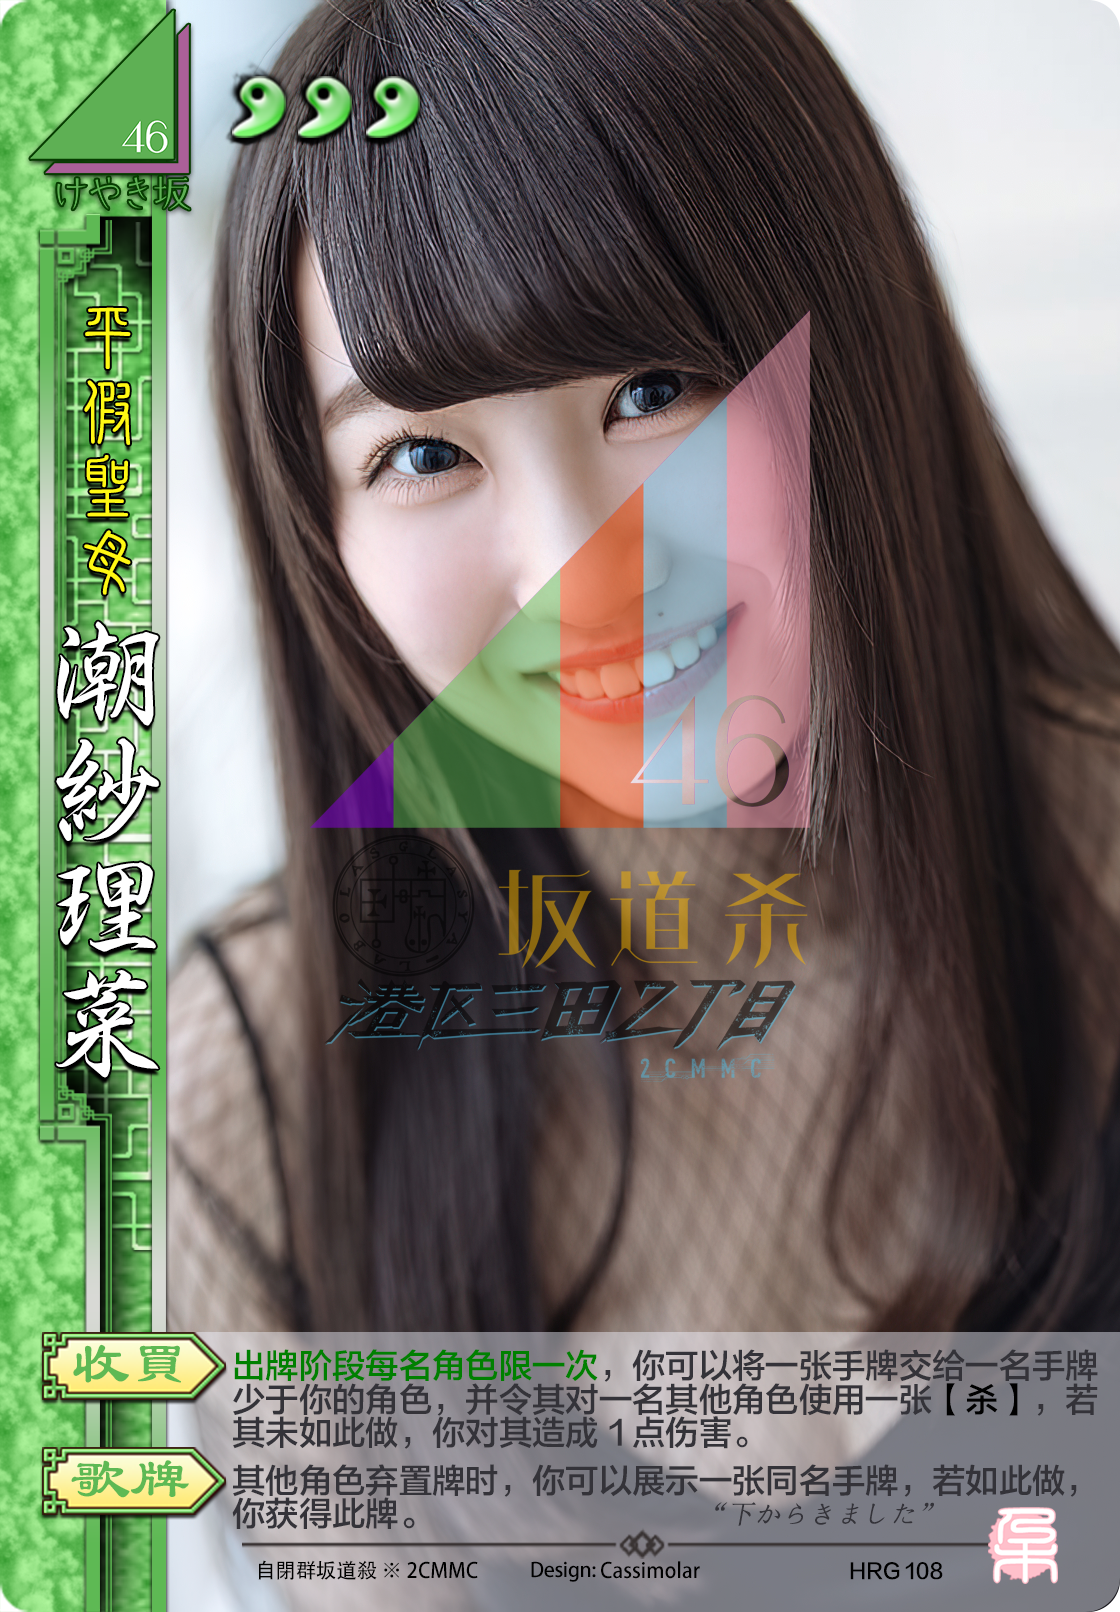 46
けやき坂
平假聖母
潮紗理菜
46
坂道杀
港区三田乙丁目
2CMMC
收買
出牌阶段每名角色限一次，你可以将一张手牌交给一名手牌
少于你的角色，并令其对一名其他角色使用一张【杀】，若
其未如此做，你对其造成1点伤害。
歌牌
其他角色弃置牌时，你可以展示一张同名手牌，若如此做，
你获得此牌。
“下からきました”
自閉群坂道殺 ※ 2CMMC
Design: Cassimolar
HRG 108